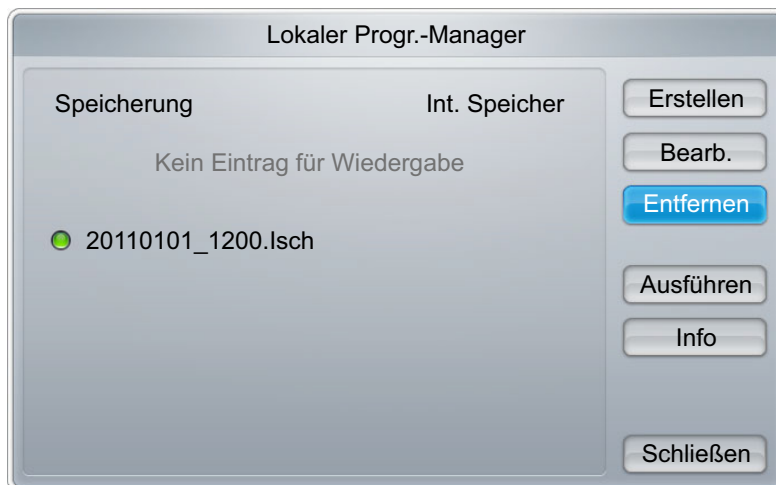 Lokaler Progr.-Manager
Speicherung Int. Speicher
Kein Eintrag für Wiedergabe
20110101_1200.lsch
Erstellen
Bearb.
Entfernen
Ausführen
Info
Schließen